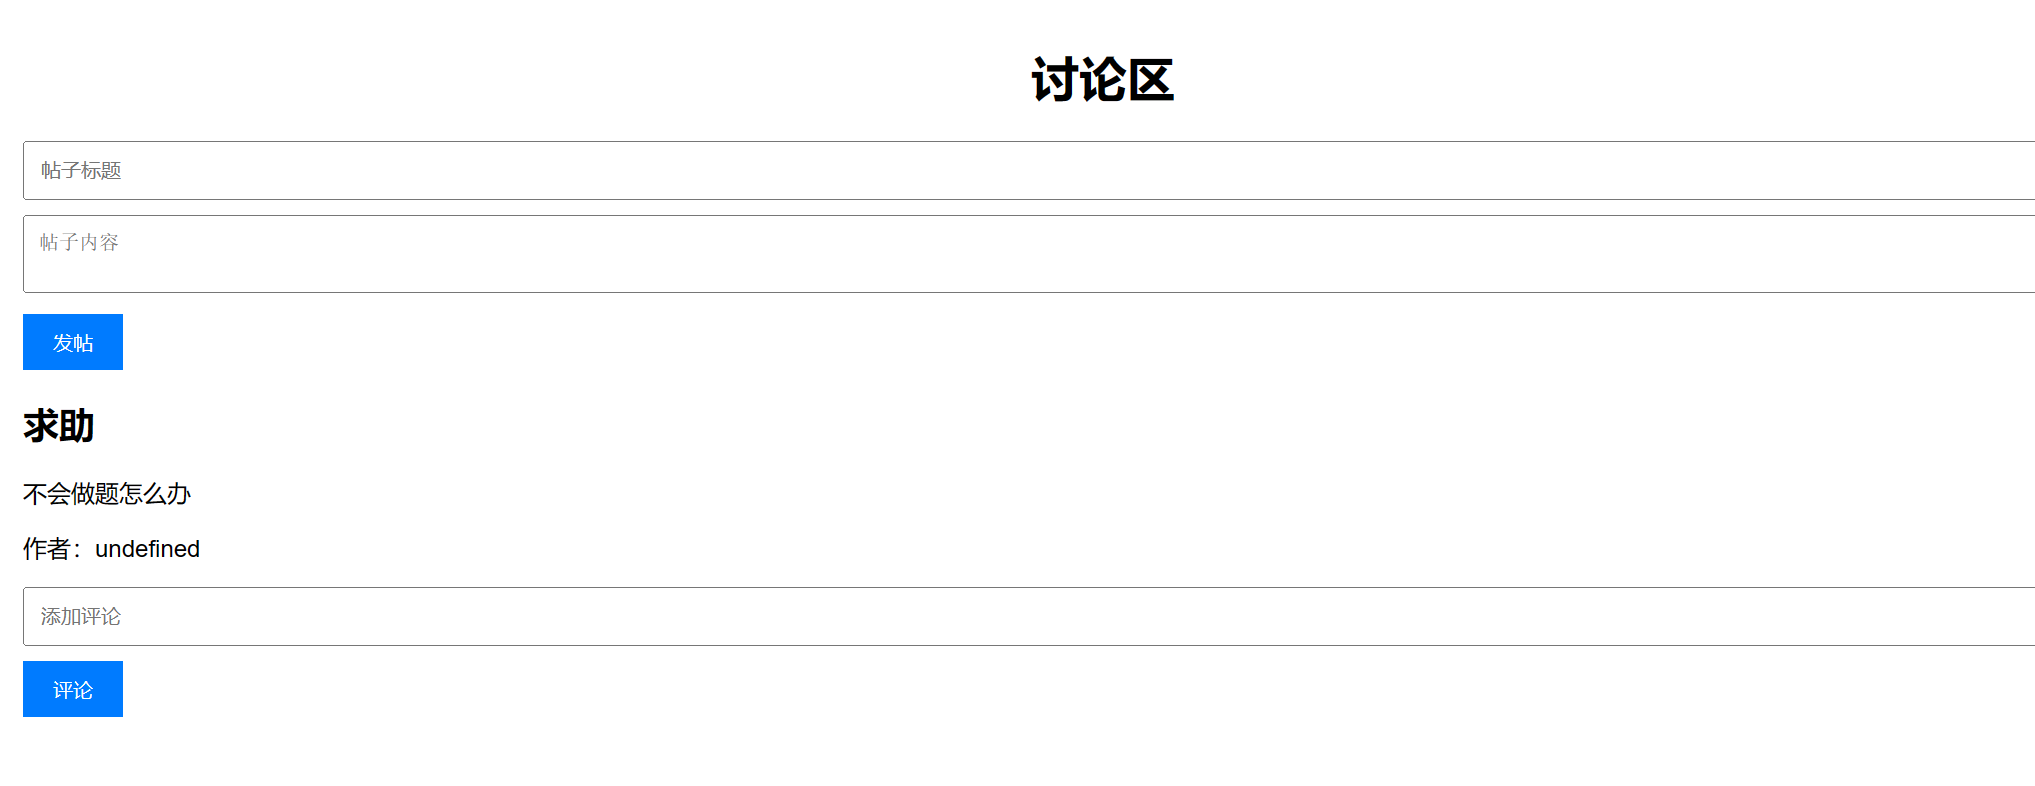 讨论区
帖子标题
帖子内容
发帖
求助
不会做题怎么办
作者：undefined
添加评论
评论